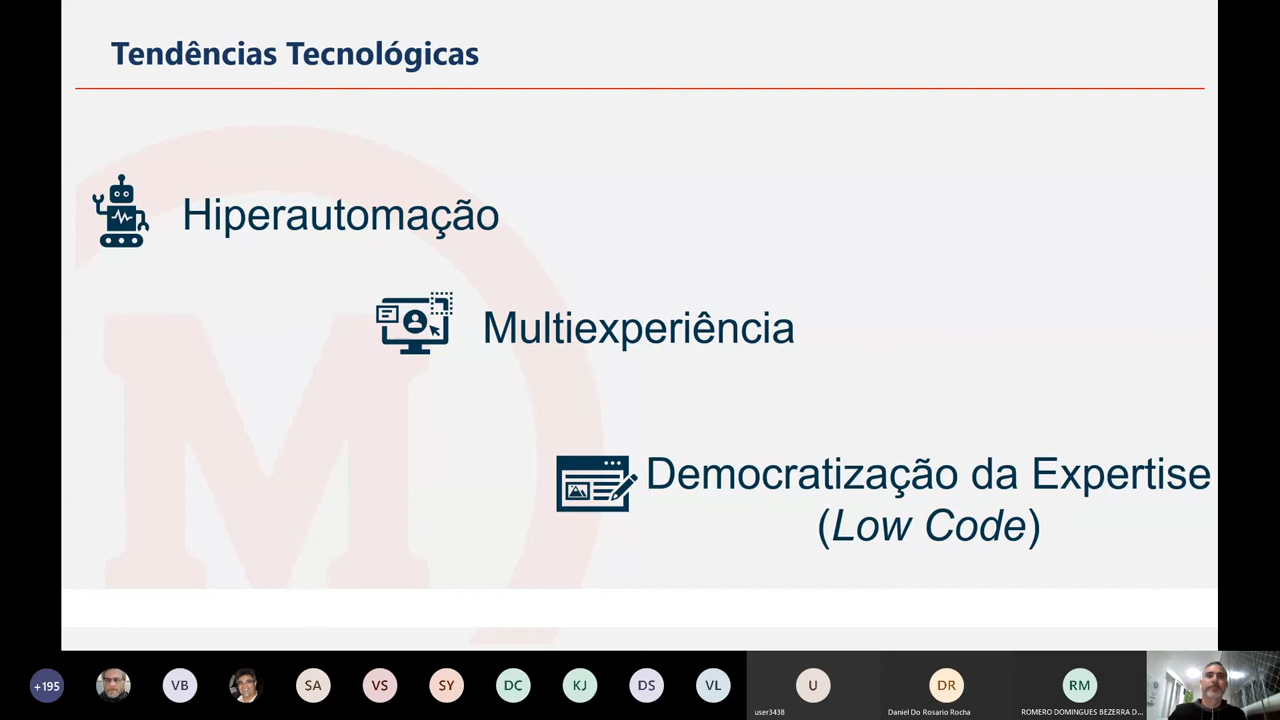 Tendências Tecnológicas
Hiperautomação
Multiexperiência
Democratização da Expertise
(Low Code)
M
+195
VB
SA
VS
SY
DC
KJ
DS
VL
U
DR
RM
user3438
Daniel Do Rosario Rocha
ROMERO DOMINGUES BEZERRA D...